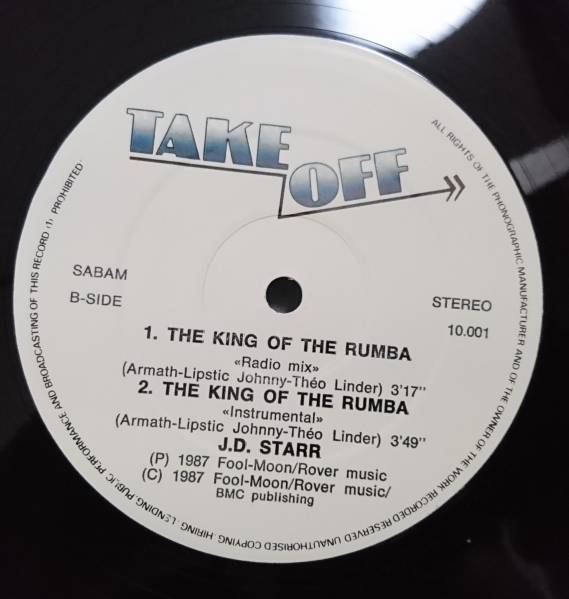 TAKE
OFF
ALL RIGHTS OF THE PHONOGRAPHIC MANUFACTURER AND OF THE OWNER OF THE WORK RECORDED RESERVED UNAUTHORISED COPYING HIRING LENDING PUBLIC PERFORMANCE AND BROADCASTING OF THIS RECORD (1) PROHIBITED
SABAM
B-SIDE
STEREO
10.001
1. THE KING OF THE RUMBA
«Radio mix»
(Armath-Lipstic Johnny-Théo Linder) 3'17"
2. THE KING OF THE RUMBA
«Instrumental»
(Armath-Lipstic Johnny-Théo Linder) 3'49"
J.D. STARR
(P) 1987 Fool-Moon/Rover music
(C) 1987 Fool-Moon/Rover music/
BMC publishing